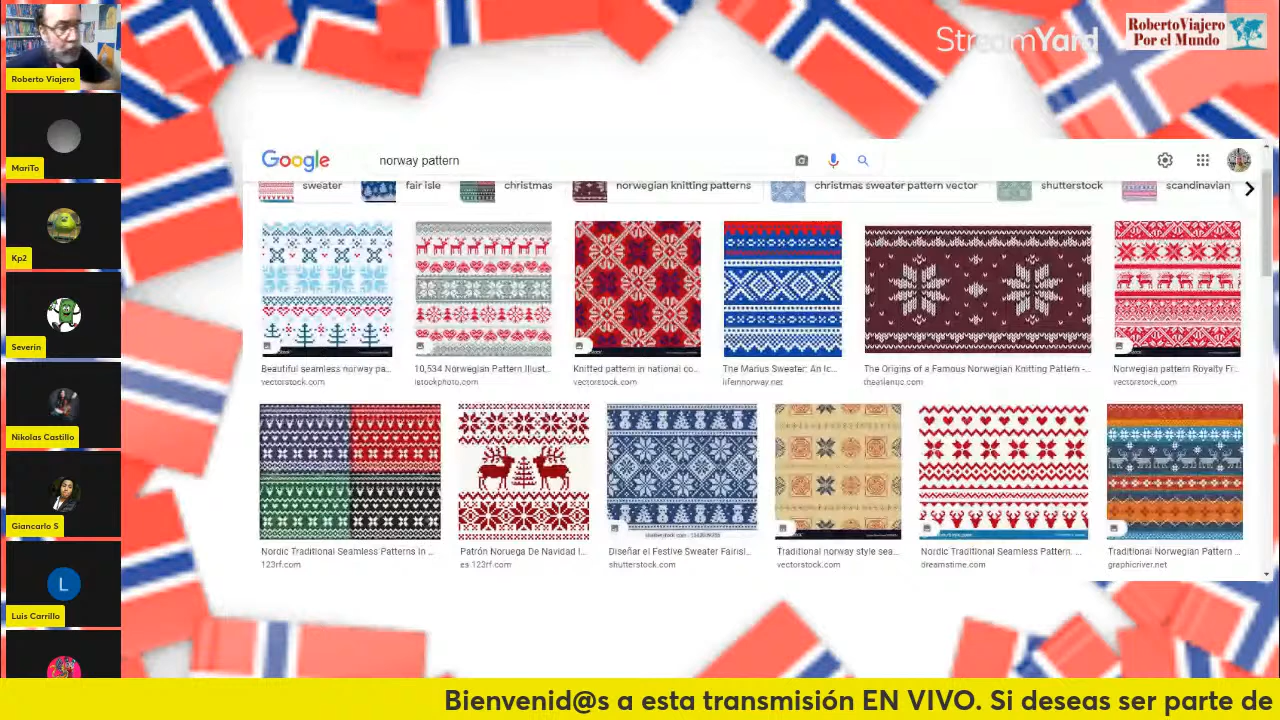 StreamYard
RobertoViajero
Por el Mundo
Roberto Viajero
MariTo
Kp2
Severin
Nikolas Castillo
Giancarlo S
L
Luis Carrillo
Google
norway pattern
sweater
fair isle
christmas
norwegian knitting patterns
christmas sweater pattern vector
shutterstock
scandinavian
Beautiful seamless norway pa...
vectorstock.com
10,534 Norwegian Pattern Illust...
istockphoto.com
Knitted pattern in national co...
vectorstock.com
The Marius Sweater: An Ic...
lifeinnorway.net
The Origins of a Famous Norwegian Knitting Pattern -...
theatlantic.com
Norwegian pattern Royalty Fr...
vectorstock.com
Nordic Traditional Seamless Patterns in ...
123rf.com
Patrón Noruega De Navidad I...
es.123rf.com
Diseñar el Festive Sweater Fairisl...
shutterstock.com
Traditional norway style sea...
vectorstock.com
Nordic Traditional Seamless Pattern. ...
dreamstime.com
Traditional Norwegian Pattern ...
graphicriver.net
Bienvenid@s a esta transmisión EN VIVO. Si deseas ser parte de